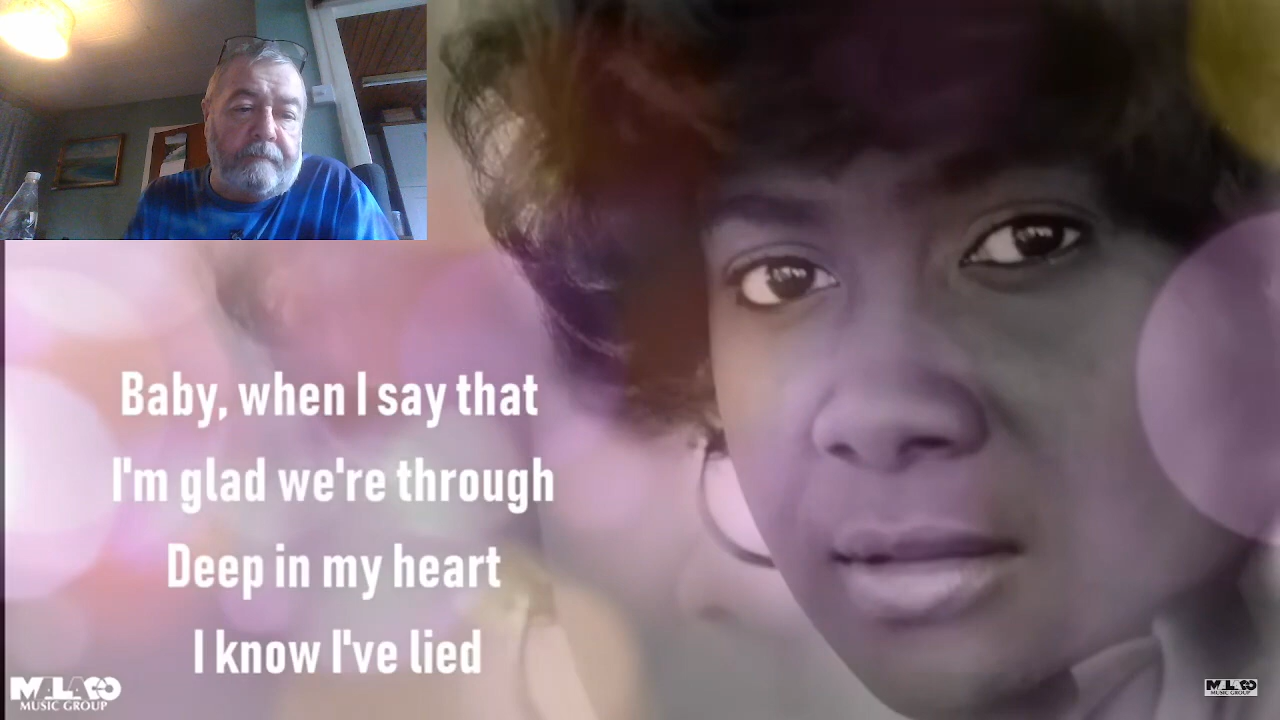 Baby, when I say that
I'm glad we're through
Deep in my heart
I know I've lied
MALACO
MUSIC GROUP
MALACO
MUSIC GROUP